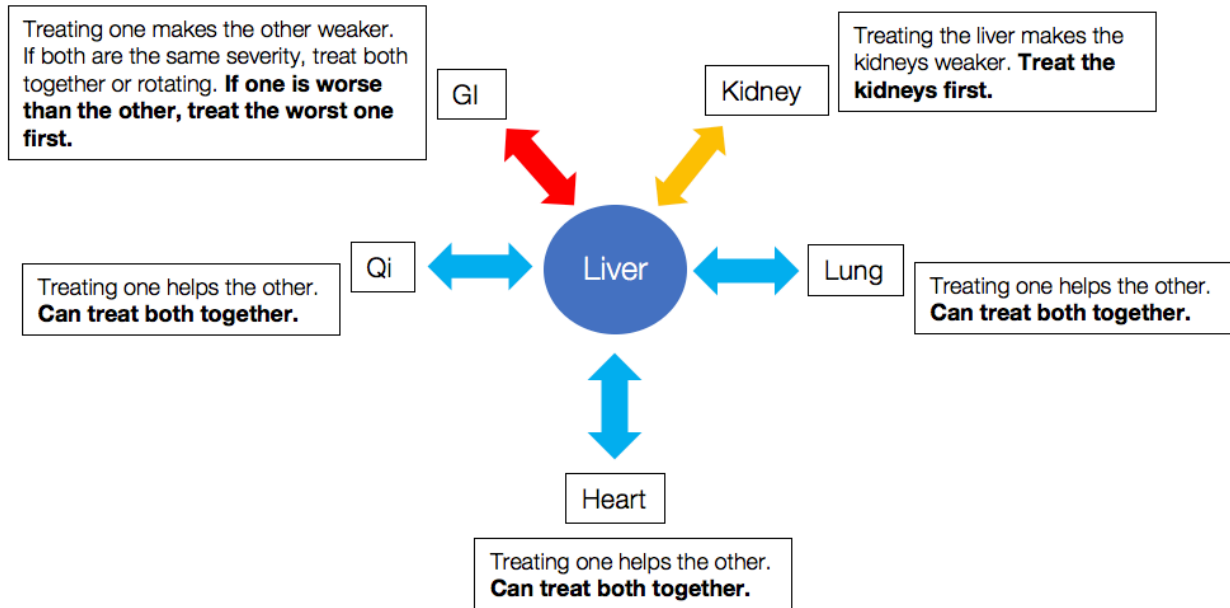 Treating one makes the other weaker.
If both are the same severity, treat both
together or rotating. If one is worse
than the other, treat the worst one
first.
GI
Kidney
Treating the liver makes the
kidneys weaker. Treat the
kidneys first.
Qi
Liver
Lung
Treating one helps the other.
Can treat both together.
Treating one helps the other.
Can treat both together.
Heart
Treating one helps the other.
Can treat both together.